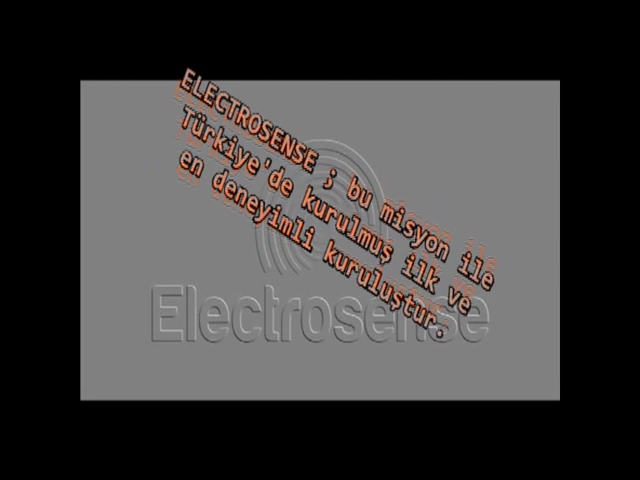 ELECTROSENSE ; bu misyon ile
Türkiye'de kurulmuş ilk ve
en deneyimli kuruluştur.
Electrosense